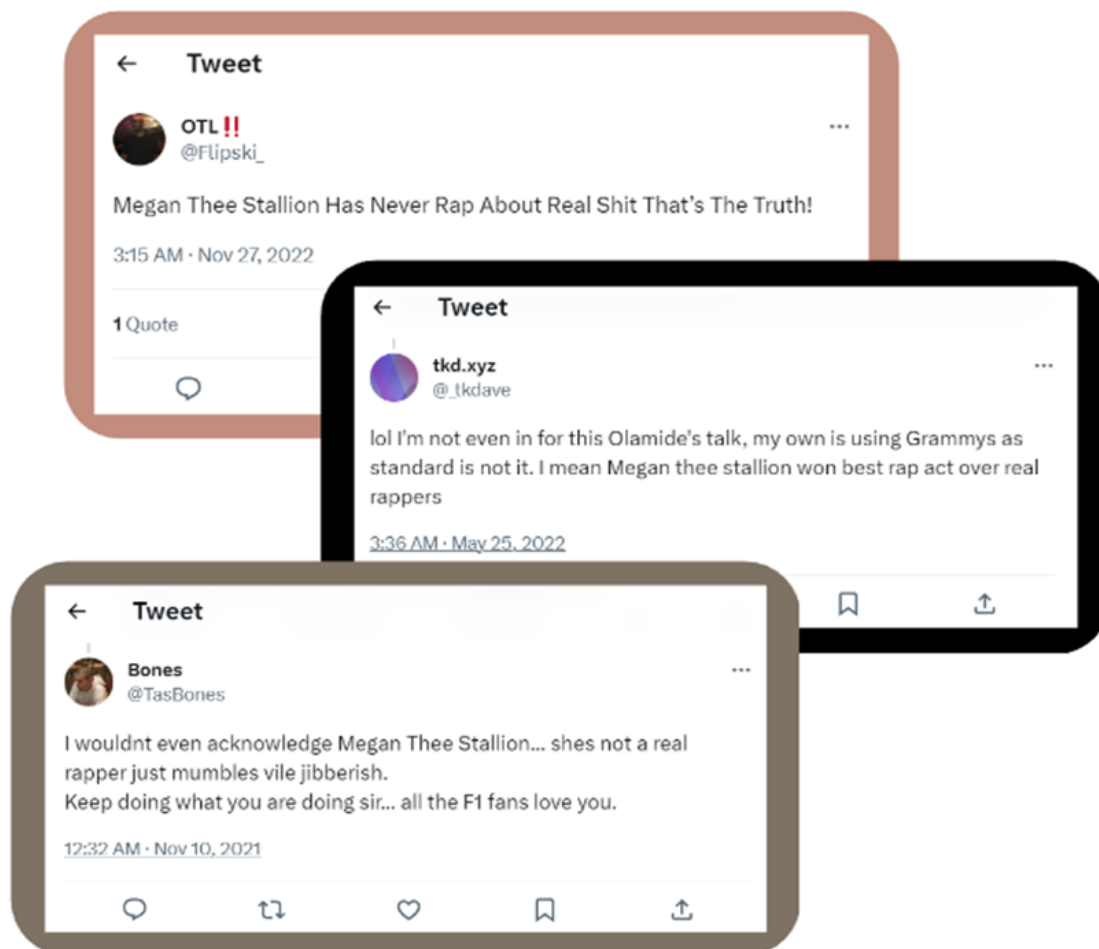 Tweet
OTL‼
@Flipski_
Megan Thee Stallion Has Never Rap About Real Shit That's The Truth!
3:15 AM · Nov 27, 2022
1 Quote
Tweet
tkd.xyz
@_tkdave
lol I'm not even in for this Olamide's talk, my own is using Grammys as
standard is not it. I mean Megan thee stallion won best rap act over real
rappers
3:36 AM · May 25, 2022
Tweet
Bones
@TasBones
I wouldnt even acknowledge Megan Thee Stallion... shes not a real
rapper just mumbles vile jibberish.
Keep doing what you are doing sir... all the F1 fans love you.
12:32 AM · Nov 10, 2021